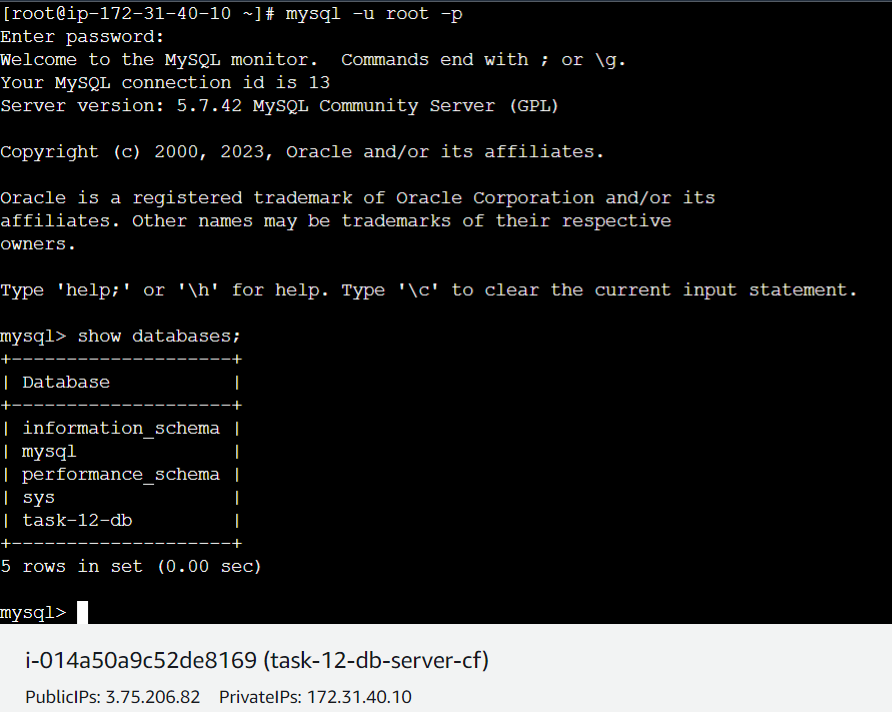 [root@ip-172-31-40-10 ~]# mysql -u root -p
Enter password:
Welcome to the MySQL monitor.  Commands end with ; or \g.
Your MySQL connection id is 13
Server version: 5.7.42 MySQL Community Server (GPL)
Copyright (c) 2000, 2023, Oracle and/or its affiliates.
Oracle is a registered trademark of Oracle Corporation and/or its
affiliates. Other names may be trademarks of their respective
owners.
Type 'help;' or '\h' for help. Type '\c' to clear the current input statement.
mysql> show databases;
+--------------------+
| Database           |
+--------------------+
| information_schema |
| mysql              |
| performance_schema |
| sys                |
| task-12-db         |
+--------------------+
5 rows in set (0.00 sec)
mysql>
i-014a50a9c52de8169 (task-12-db-server-cf)
PublicIPs: 3.75.206.82   PrivateIPs: 172.31.40.10